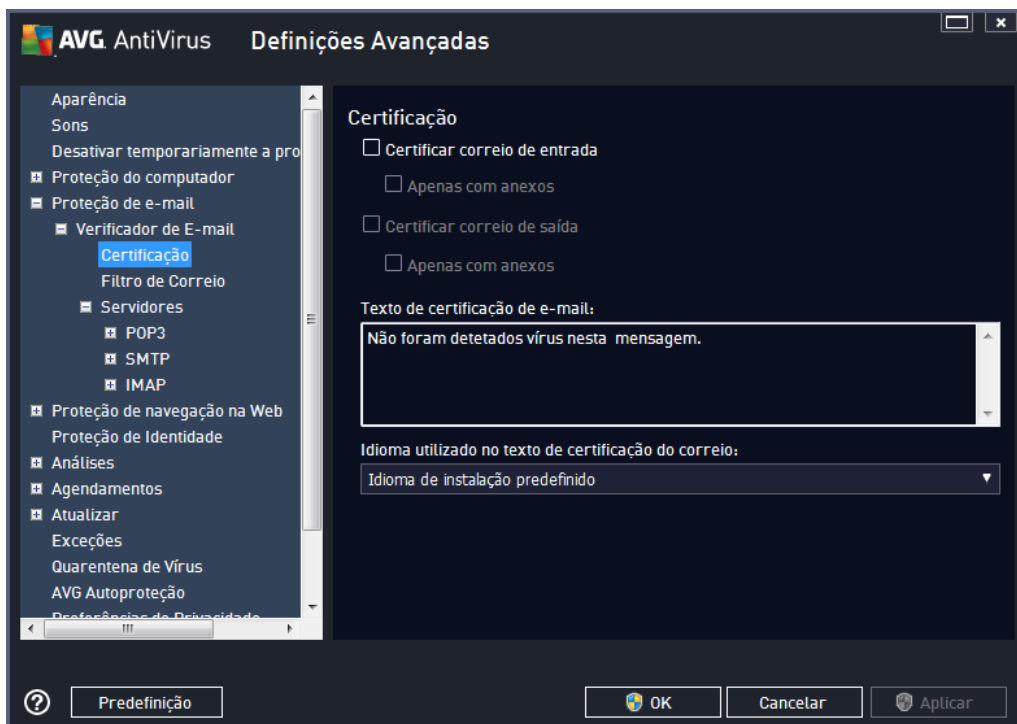 AVG. AntiVirus Definições Avançadas
Aparência
Sons
Desativar temporariamente a pro
Proteção do computador
Proteção de e-mail
Verificador de E-mail
Certificação
Filtro de Correio
Servidores
POP3
SMTP
IMAP
Proteção de navegação na Web
Proteção de Identidade
Análises
Agendamentos
Atualizar
Exceções
Quarentena de Vírus
AVG Autoproteção
Preferências de Privacidade
Certificação
Certificar correio de entrada
Apenas com anexos
Certificar correio de saída
Apenas com anexos
Texto de certificação de e-mail:
Não foram detetados vírus nesta  mensagem.
Idioma utilizado no texto de certificação do correio:
Idioma de instalação predefinido
Predefinição
OK
Cancelar
Aplicar